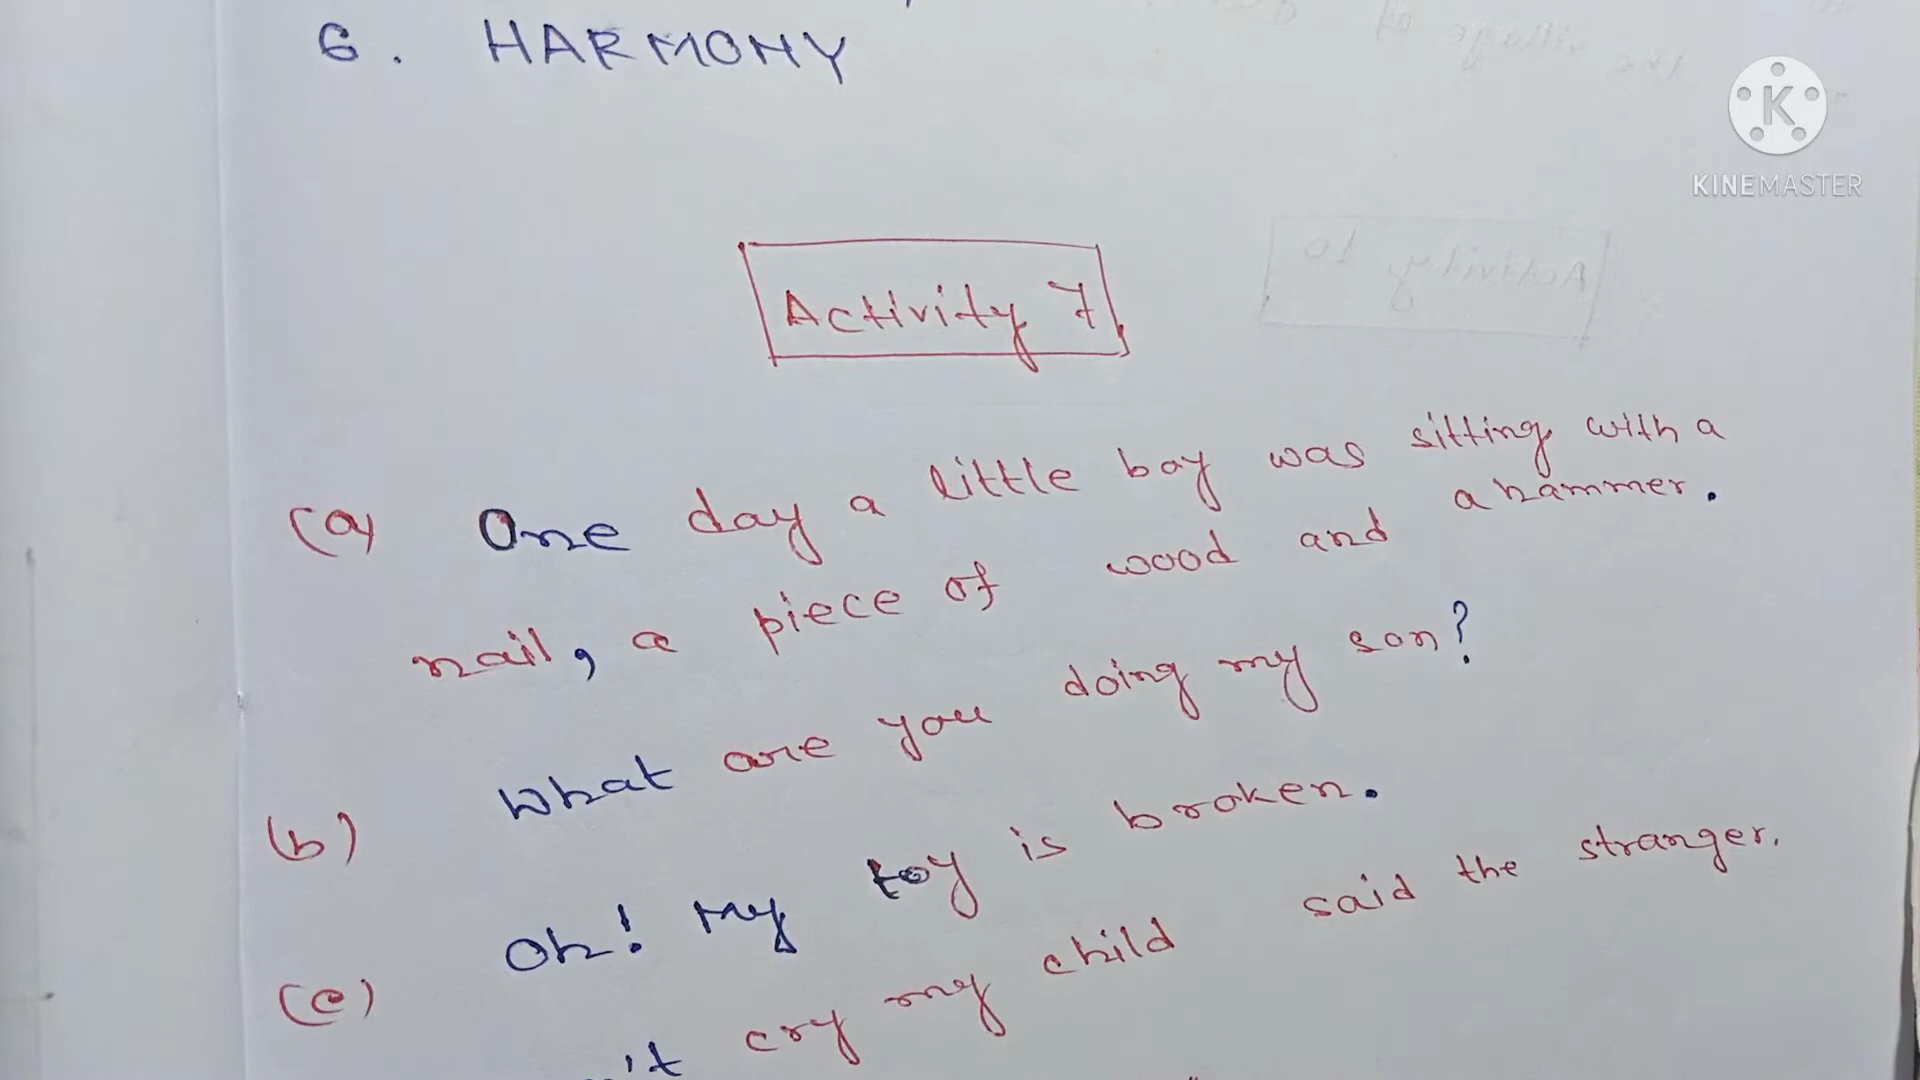 6. HARMONY
KINEMASTER
Activity 7
(a) One day a little boy was sitting with a
nail, a piece of wood and a hammer.
(b) What are you doing my son?
(c) Oh! My toy is broken.
't cry my child said the stranger.